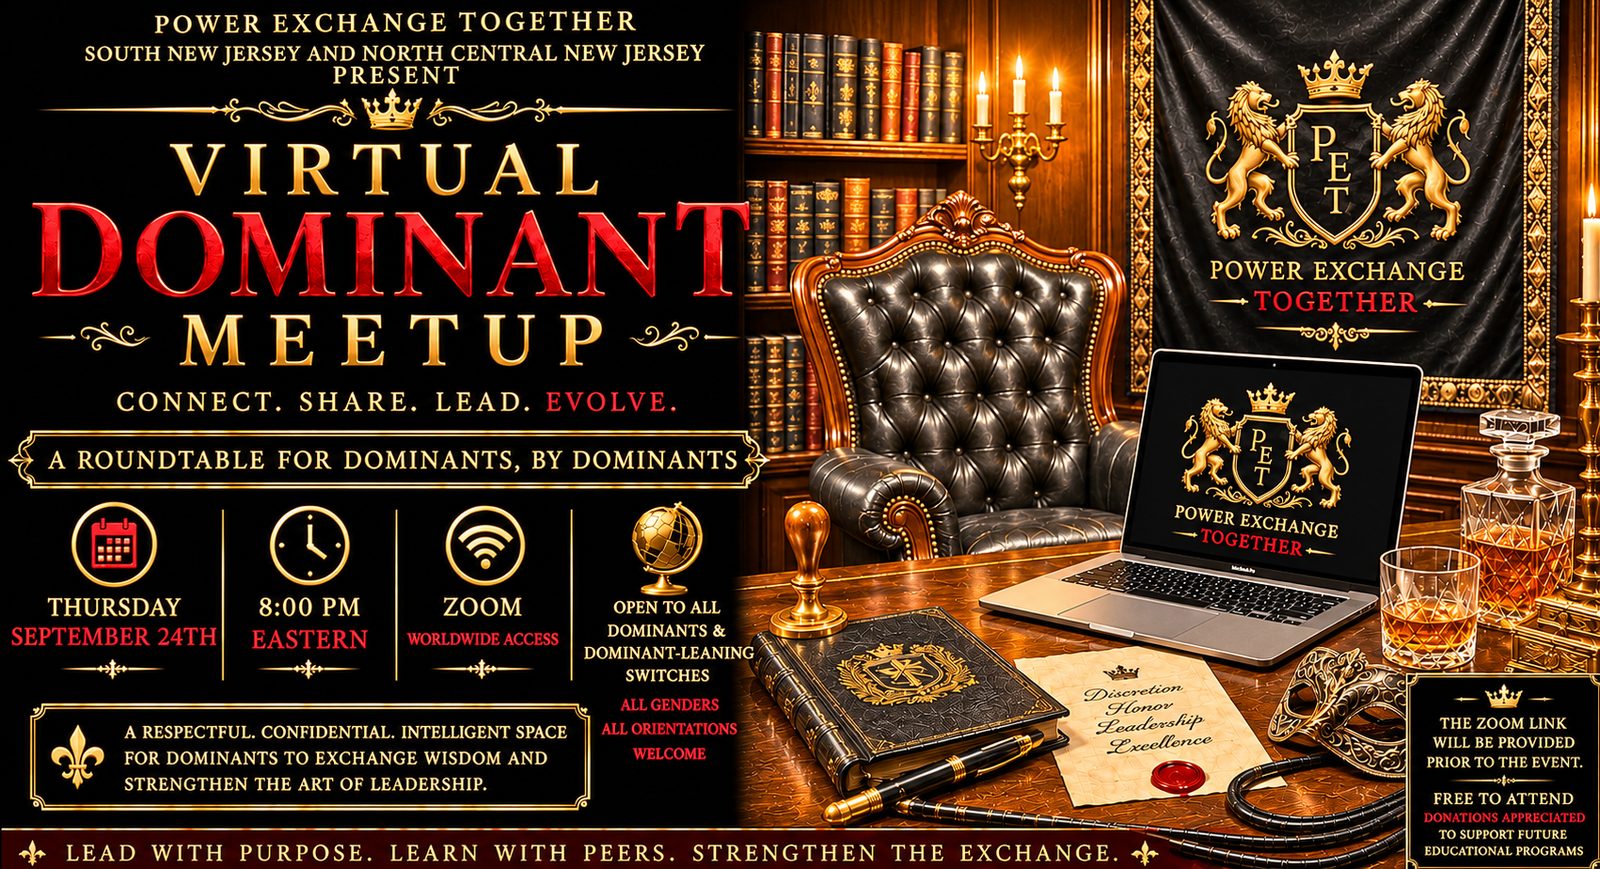 POWER EXCHANGE TOGETHER
SOUTH NEW JERSEY AND NORTH CENTRAL NEW JERSEY
PRESENT
VIRTUAL
DOMINANT
MEETUP
CONNECT. SHARE. LEAD. EVOLVE.
A ROUNDTABLE FOR DOMINANTS, BY DOMINANTS
THURSDAY
SEPTEMBER 24TH
8:00 PM
EASTERN
ZOOM
WORLDWIDE ACCESS
OPEN TO ALL
DOMINANTS &
DOMINANT-LEANING
SWITCHES
ALL GENDERS
ALL ORIENTATIONS
WELCOME
A RESPECTFUL. CONFIDENTIAL. INTELLIGENT SPACE
FOR DOMINANTS TO EXCHANGE WISDOM AND
STRENGTHEN THE ART OF LEADERSHIP.
LEAD WITH PURPOSE. LEARN WITH PEERS. STRENGTHEN THE EXCHANGE.
P
E
T
POWER EXCHANGE
TOGETHER
P
E
T
POWER EXCHANGE
TOGETHER
Discretion
Honor
Leadership
Excellence
THE ZOOM LINK
WILL BE PROVIDED
PRIOR TO THE EVENT.
FREE TO ATTEND
DONATIONS APPRECIATED
TO SUPPORT FUTURE
EDUCATIONAL PROGRAMS